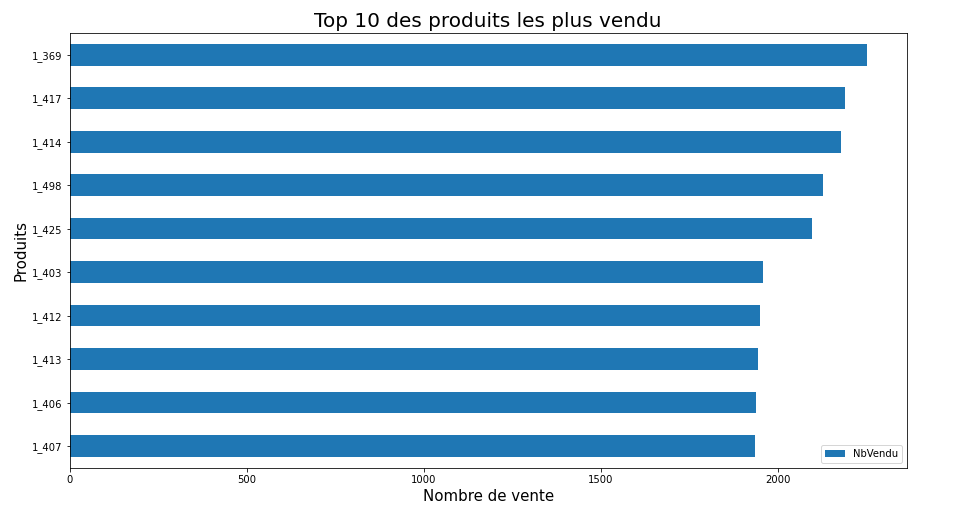 Top 10 des produits les plus vendu
Produits
1_369
1_417
1_414
1_498
1_425
1_403
1_412
1_413
1_406
1_407
NbVendu
0 500 1000 1500 2000
Nombre de vente